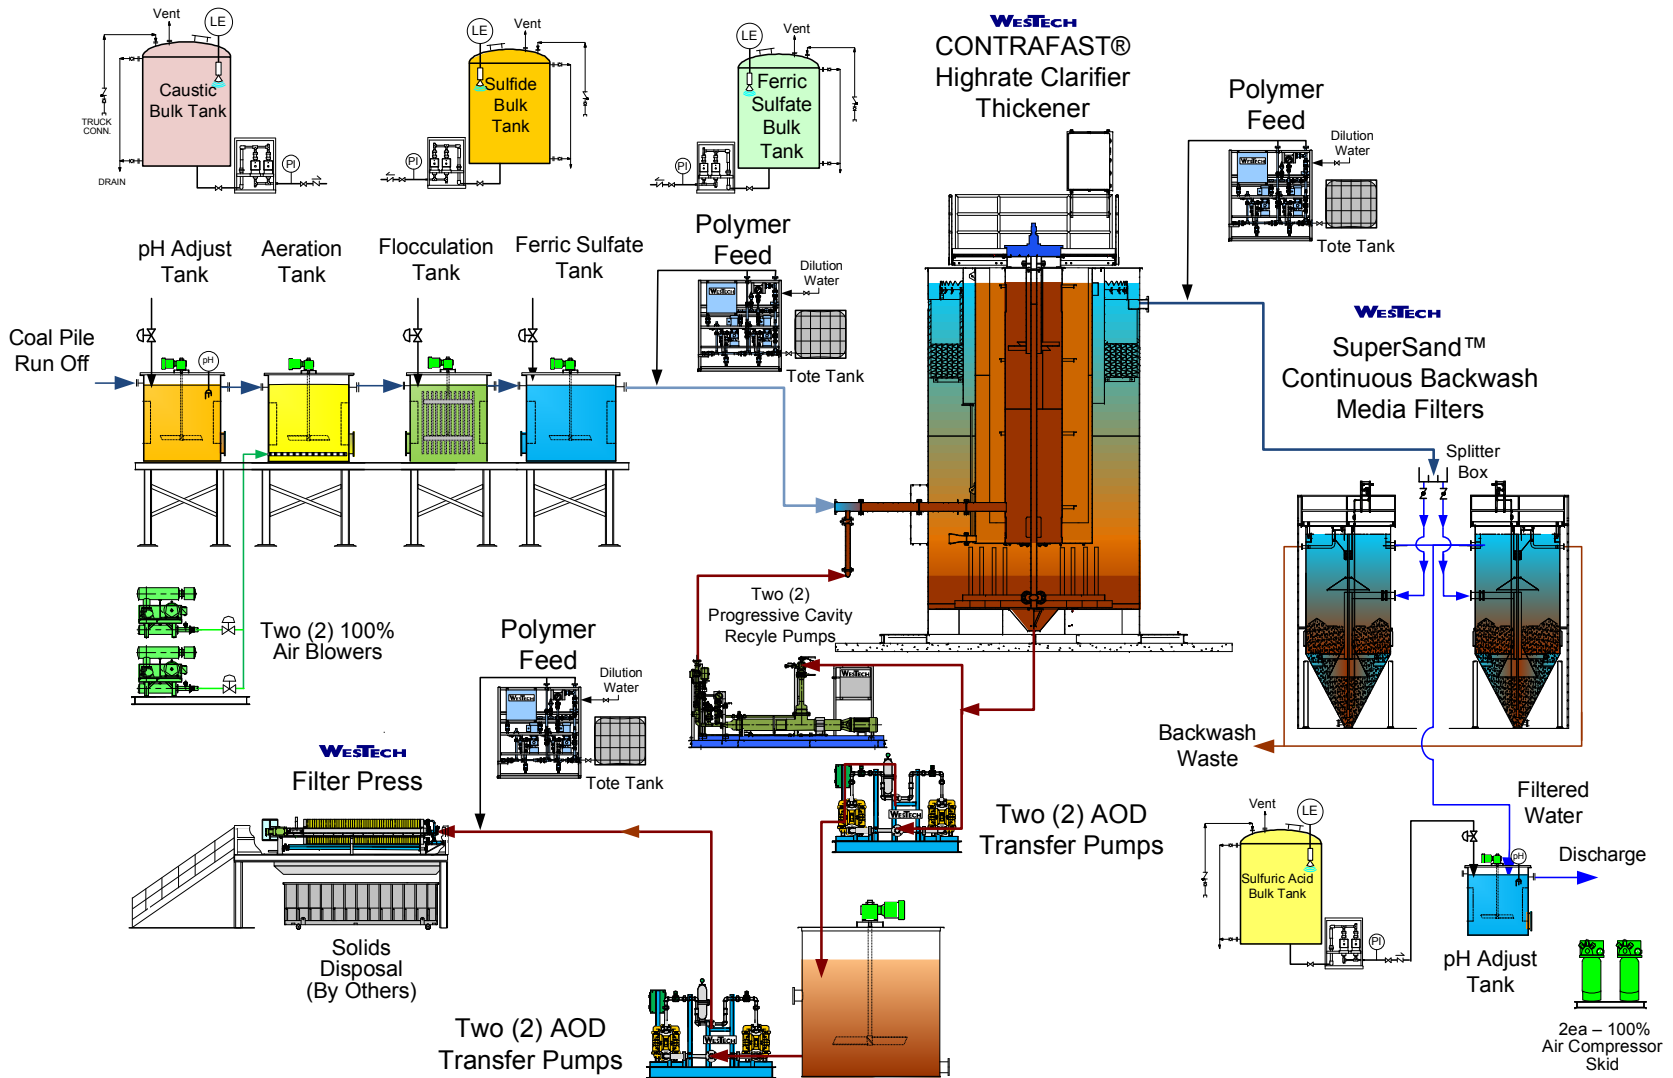 Vent
LE
Caustic
Bulk Tank
TRUCK
CONN.
DRAIN
PI
LE
Vent
Sulfide
Bulk
Tank
PI
LE
Vent
Ferric
Sulfate
Bulk
Tank
PI
WESTECH
CONTRAFAST®
Highrate Clarifier
Thickener
Polymer
Feed
Dilution
Water
Tote Tank
pH Adjust
Tank
Aeration
Tank
Flocculation
Tank
Ferric Sulfate
Tank
Polymer
Feed
Dilution
Water
WESTECH
Tote Tank
Coal Pile
Run Off
pH
WESTECH
SuperSand™
Continuous Backwash
Media Filters
Splitter
Box
Two (2) 100%
Air Blowers
Two (2)
Progressive Cavity
Recyle Pumps
WESTECH
Polymer
Feed
Dilution
Water
WESTECH
Tote Tank
WESTECH
Filter Press
Solids
Disposal
(By Others)
WESTECH
Two (2) AOD
Transfer Pumps
WESTECH
Two (2) AOD
Transfer Pumps
Backwash
Waste
Filtered
Water
Vent
LE
Sulfuric Acid
Bulk Tank
PI
pH
Discharge
pH Adjust
Tank
2ea – 100%
Air Compressor
Skid